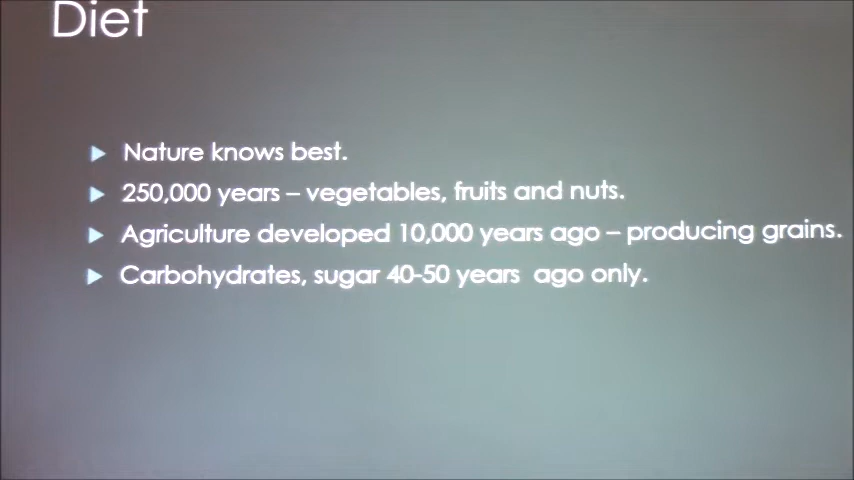 Diet
Nature knows best.
250,000 years – vegetables, fruits and nuts.
Agriculture developed 10,000 years ago – producing grains.
Carbohydrates, sugar 40-50 years  ago only.